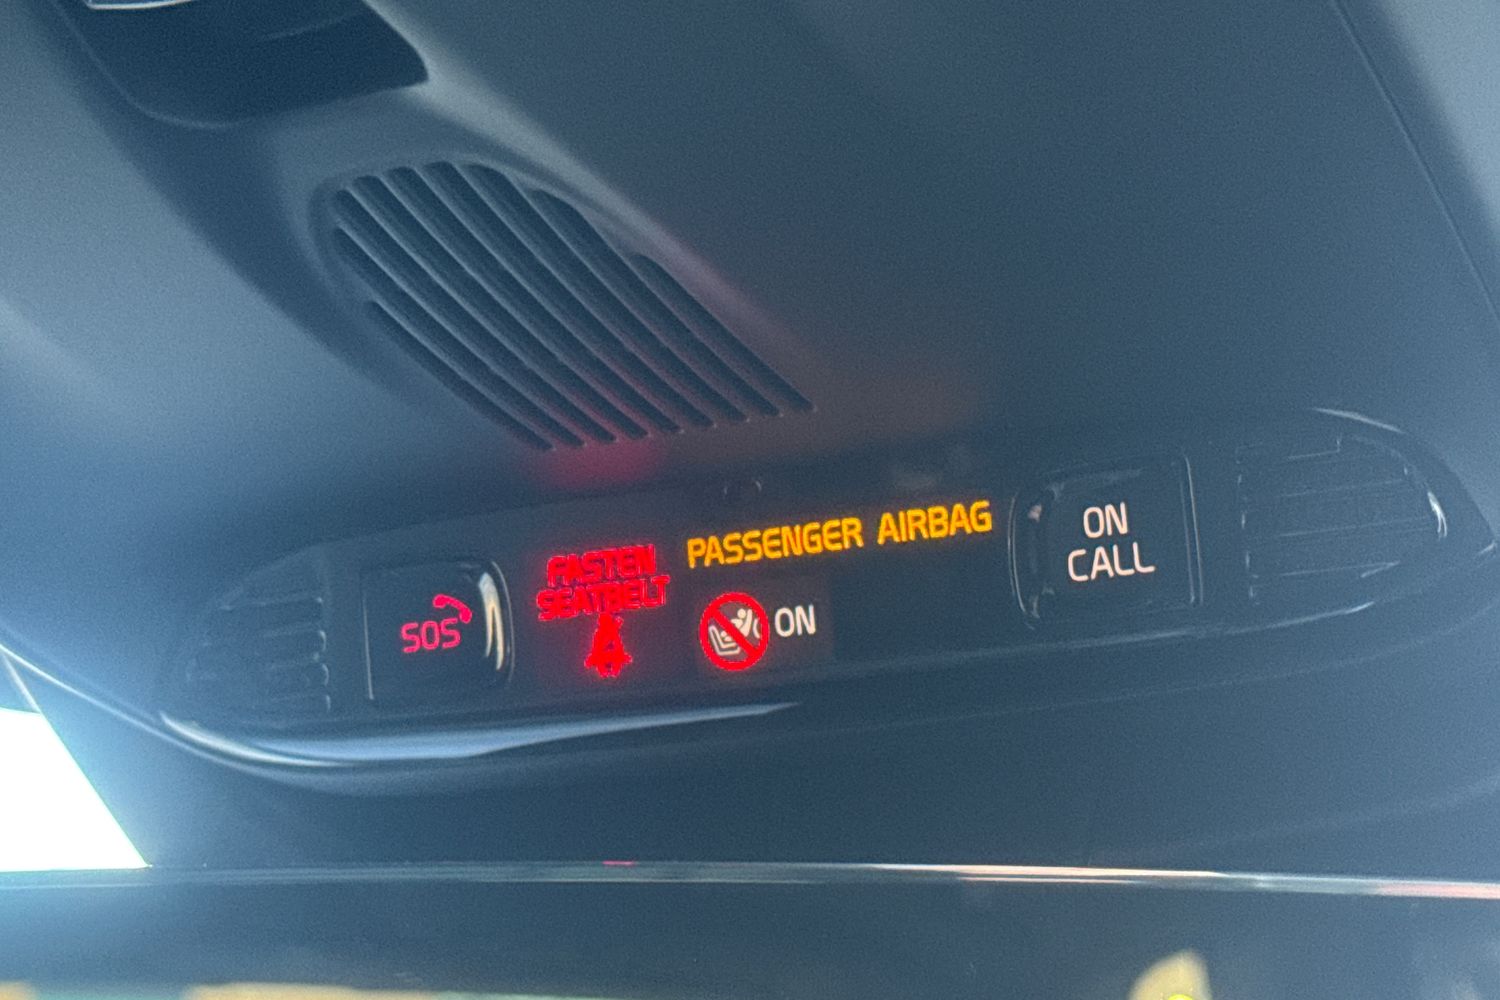 SOS
FASTEN
SEATBELT
PASSENGER AIRBAG
ON
ON
CALL